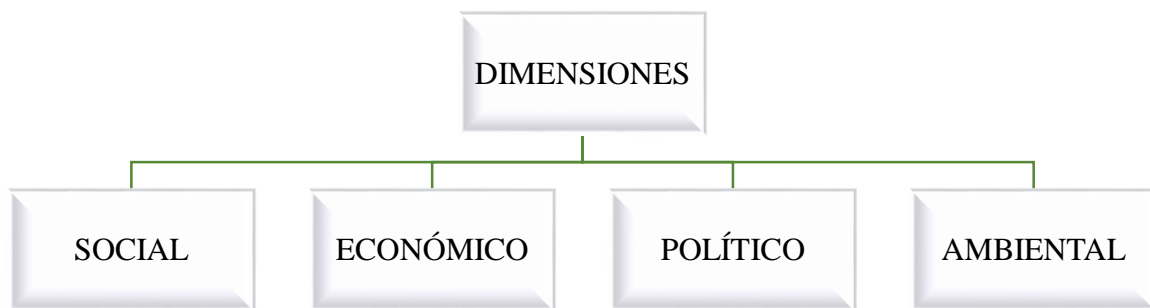 DIMENSIONES
SOCIAL
ECONÓMICO
POLÍTICO
AMBIENTAL